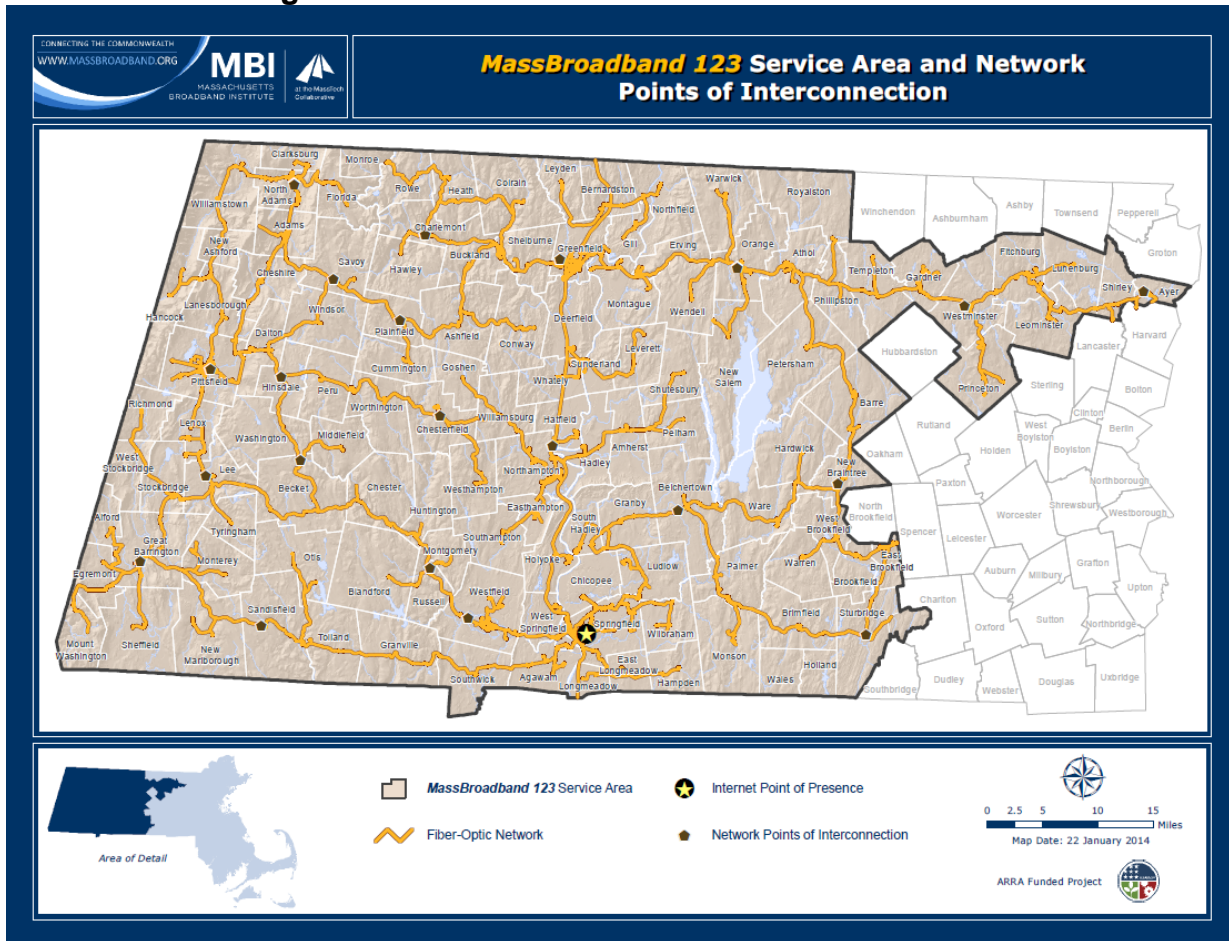 CONNECTING THE COMMONWEALTH
WWW.MASSBROADBAND.ORG
MBI
MASSACHUSETTS
BROADBAND INSTITUTE
at the MassTech
Collaborative
MassBroadband 123 Service Area and Network
Points of Interconnection
Clarksburg
Monroe
Leyden
Warwick
Royalston
Winchendon
Ashburnham
Ashby
Townsend
Pepperell
Groton
North
Adams
Florida
Rowe
Heath
Colrain
Bernardston
Northfield
Williamstown
Adams
Charlemont
Shelburne
Greenfield
Gill
Erving
Orange
Athol
Fitchburg
Lunenburg
New
Ashford
Savoy
Hawley
Buckland
Templeton
Gardner
Shirley
Ayer
Cheshire
Lanesborough
Hancock
Windsor
Plainfield
Ashfield
Conway
Deerfield
Montague
Wendell
Phillipston
Westminster
Leominster
Harvard
Lancaster
Dalton
Cummington
Goshen
Whately
Sunderland
Leverett
Shutesbury
New
Salem
Petersham
Hubbardston
Princeton
Sterling
Bolton
Pittsfield
Hinsdale
Peru
Worthington
Chesterfield
Williamsburg
Hatfield
Barre
Clinton
Berlin
Richmond
Lenox
Washington
Middlefield
Amherst
Pelham
Hardwick
Oakham
Rutland
Holden
West
Boylston
Boylston
West
Stockbridge
Stockbridge
Lee
Becket
Chester
Westhampton
Northampton
Hadley
Belchertown
New
Braintree
Paxton
Northborough
Alford
Great
Barrington
Tyringham
Huntington
Easthampton
South
Hadley
Granby
Ware
West
Brookfield
North
Brookfield
Spencer
Worcester
Shrewsbury
Westborough
Egremont
Monterey
Otis
Montgomery
Southampton
Holyoke
Chicopee
Ludlow
Palmer
Warren
East
Brookfield
Brookfield
Leicester
Auburn
Millbury
Grafton
Upton
Blandford
Russell
Westfield
West
Springfield
Springfield
Wilbraham
Brimfield
Sturbridge
Charlton
Oxford
Sutton
Northbridge
Mount
Washington
Sheffield
New
Marlborough
Sandisfield
Tolland
Granville
Southwick
Agawam
Longmeadow
East
Longmeadow
Hampden
Monson
Wales
Holland
Southbridge
Dudley
Webster
Douglas
Uxbridge
Area of Detail
MassBroadband 123 Service Area
Fiber-Optic Network
Internet Point of Presence
Network Points of Interconnection
0 2.5 5 10 15
Miles
Map Date: 22 January 2014
ARRA Funded Project